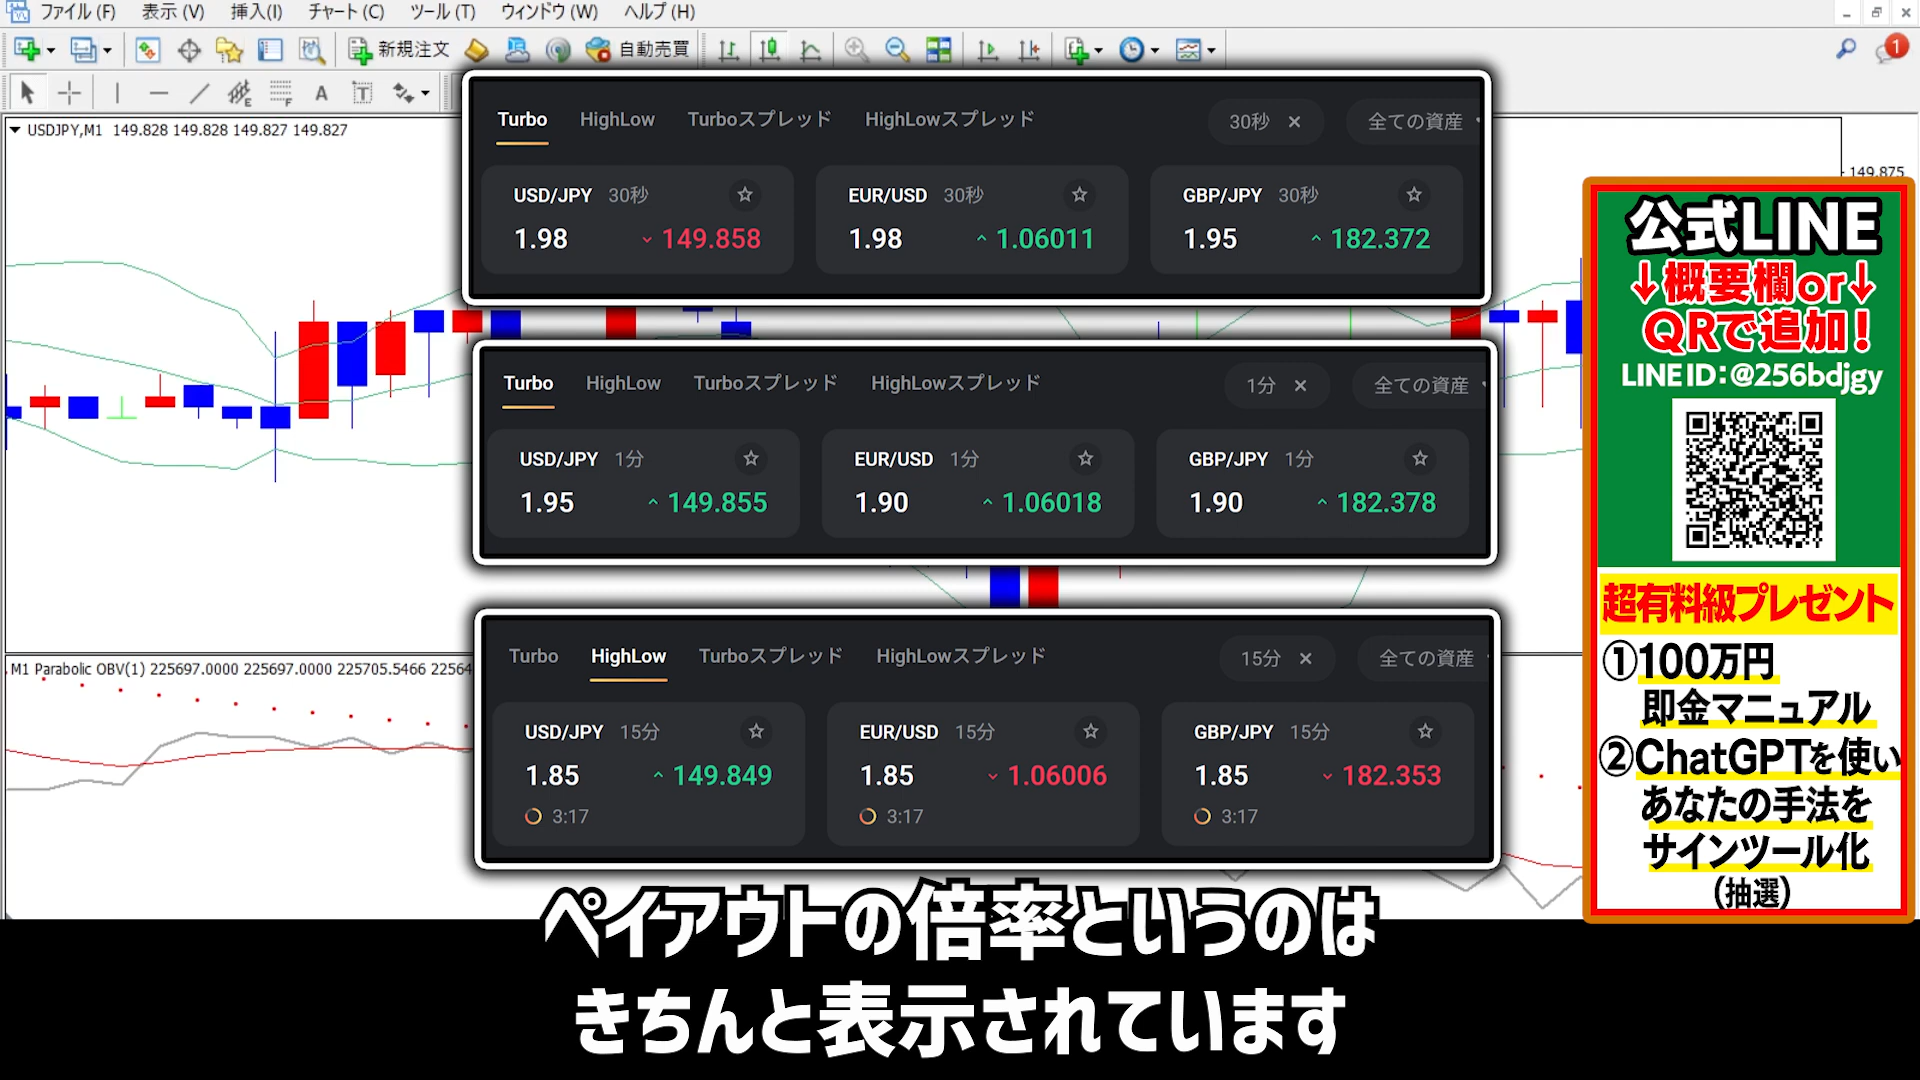 ファイル (F) 表示 (V) 挿入(I) チャート (C) ツール (T) ウィンドウ (W) ヘルプ (H)
新規注文 自動売買
1
USDJPY,M1 149.828 149.828 149.827 149.827
149.875
Turbo HighLow Turboスプレッド HighLowスプレッド 30秒 × 全ての資産
USD/JPY 30秒 EUR/USD 30秒 GBP/JPY 30秒
1.98 149.858 1.98 1.06011 1.95 182.372
Turbo HighLow Turboスプレッド HighLowスプレッド 1分 × 全ての資産
USD/JPY 1分 EUR/USD 1分 GBP/JPY 1分
1.95 149.855 1.90 1.06018 1.90 182.378
Turbo HighLow Turboスプレッド HighLowスプレッド 15分 × 全ての資産
USD/JPY 15分 EUR/USD 15分 GBP/JPY 15分
1.85 149.849 1.85 1.06006 1.85 182.353
3:17 3:17 3:17
M1 Parabolic OBV(1) 225697.0000 225697.0000 225705.5466 22564
公式LINE
↓概要欄or↓
QRで追加！
LINE ID：@256bdjgy
超有料級プレゼント
①100万円
即金マニュアル
②ChatGPTを使い
あなたの手法を
サインツール化
(抽選)
ペイアウトの倍率というのは
きちんと表示されています